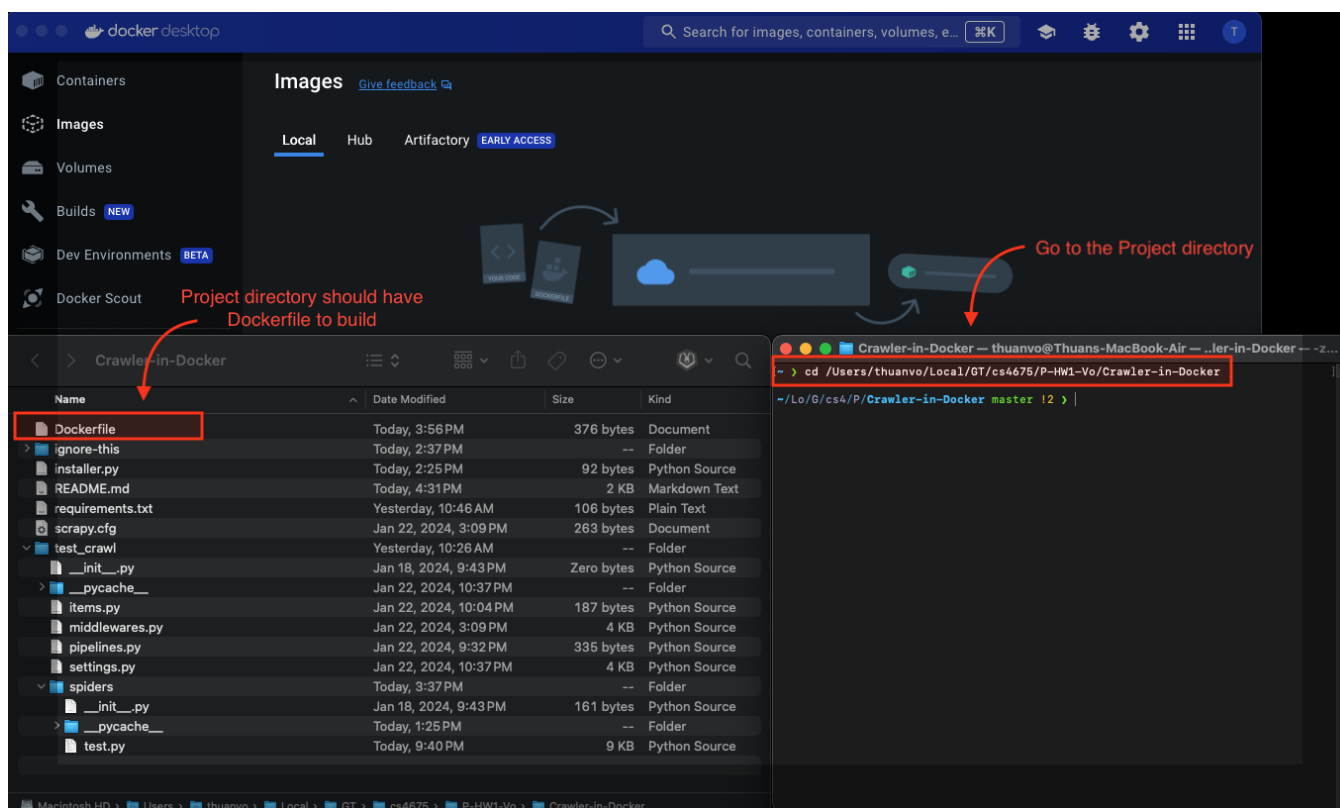 docker desktop
Search for images, containers, volumes, e... ⌘K
T
Containers
Images
Volumes
Builds NEW
Dev Environments BETA
Docker Scout
Images Give feedback
Local Hub Artifactory EARLY ACCESS
YOUR CODE
DOCKERFILE
Go to the Project directory
Project directory should have
Dockerfile to build
Crawler-in-Docker
Name Date Modified Size Kind
Dockerfile Today, 3:56 PM 376 bytes Document
ignore-this Today, 2:37 PM -- Folder
installer.py Today, 2:25 PM 92 bytes Python Source
README.md Today, 4:31 PM 2 KB Markdown Text
requirements.txt Yesterday, 10:46 AM 106 bytes Plain Text
scrapy.cfg Jan 22, 2024, 3:09 PM 263 bytes Document
test_crawl Yesterday, 10:26 AM -- Folder
__init__.py Jan 18, 2024, 9:43 PM Zero bytes Python Source
__pycache__ Jan 22, 2024, 10:37 PM -- Folder
items.py Jan 22, 2024, 10:04 PM 187 bytes Python Source
middlewares.py Jan 22, 2024, 3:09 PM 4 KB Python Source
pipelines.py Jan 22, 2024, 9:32 PM 335 bytes Python Source
settings.py Jan 22, 2024, 10:37 PM 4 KB Python Source
spiders Today, 3:37 PM -- Folder
__init__.py Jan 18, 2024, 9:43 PM 161 bytes Python Source
__pycache__ Today, 1:25 PM -- Folder
test.py Today, 9:40 PM 9 KB Python Source
Macintosh HD › Users › thuanvo › Local › GT › cs4675 › P-HW1-Vo › Crawler-in-Docker
Crawler-in-Docker — thuanvo@Thuans-MacBook-Air — ..ler-in-Docker — -z...
~ ❯ cd /Users/thuanvo/Local/GT/cs4675/P-HW1-Vo/Crawler-in-Docker
~/Lo/G/cs4/P/Crawler-in-Docker master !2 ❯